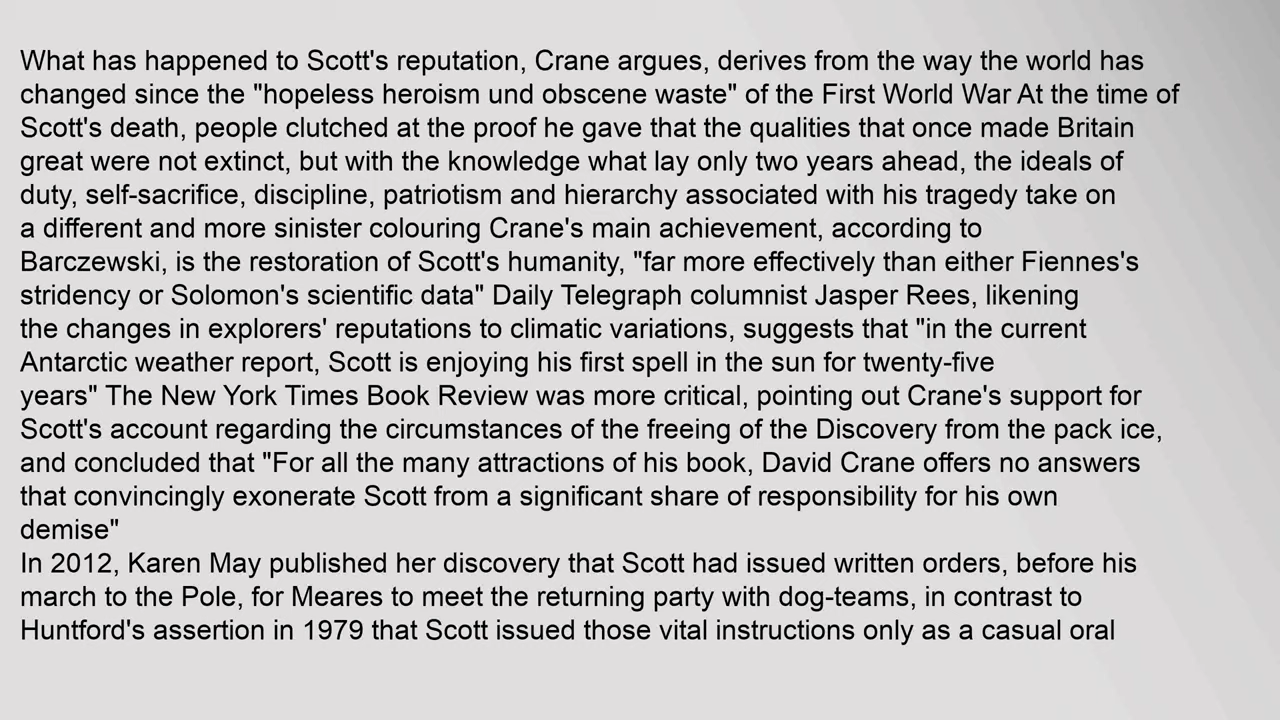 What has happened to Scott's reputation, Crane argues, derives from the way the world has
changed since the "hopeless heroism und obscene waste" of the First World War At the time of
Scott's death, people clutched at the proof he gave that the qualities that once made Britain
great were not extinct, but with the knowledge what lay only two years ahead, the ideals of
duty, self-sacrifice, discipline, patriotism and hierarchy associated with his tragedy take on
a different and more sinister colouring Crane's main achievement, according to
Barczewski, is the restoration of Scott's humanity, "far more effectively than either Fiennes's
stridency or Solomon's scientific data" Daily Telegraph columnist Jasper Rees, likening
the changes in explorers' reputations to climatic variations, suggests that "in the current
Antarctic weather report, Scott is enjoying his first spell in the sun for twenty-five
years" The New York Times Book Review was more critical, pointing out Crane's support for
Scott's account regarding the circumstances of the freeing of the Discovery from the pack ice,
and concluded that "For all the many attractions of his book, David Crane offers no answers
that convincingly exonerate Scott from a significant share of responsibility for his own
demise"
In 2012, Karen May published her discovery that Scott had issued written orders, before his
march to the Pole, for Meares to meet the returning party with dog-teams, in contrast to
Huntford's assertion in 1979 that Scott issued those vital instructions only as a casual oral